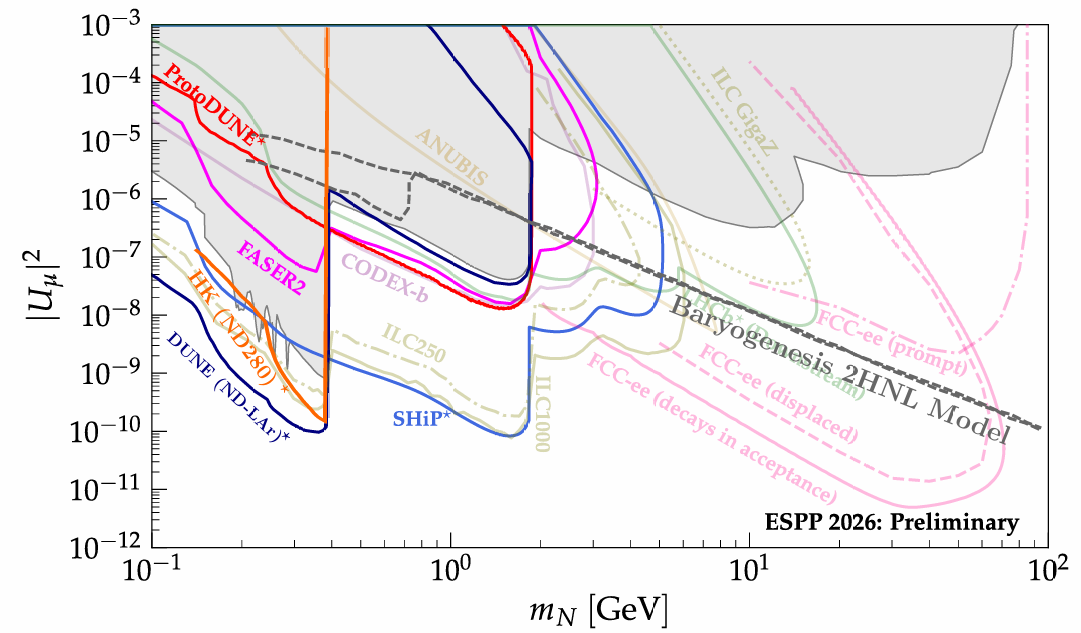 10⁻³
10⁻⁴
10⁻⁵
10⁻⁶
10⁻⁷
10⁻⁸
10⁻⁹
10⁻¹⁰
10⁻¹¹
10⁻¹²
|U_μ|²
ProtoDUNE*
ANUBIS
ILC GigaZ
FASER2
CODEX-b
HK (ND280) *
DUNE (ND-LAr)*
ILC250
SHiP*
ILC1000
FCC-ee (prompt)
FCC-ee (displaced)
FCC-ee (decays in acceptance)
Baryogenesis 2HNL Model
ESPP 2026: Preliminary
10⁻¹
10⁰
10¹
10²
m_N [GeV]